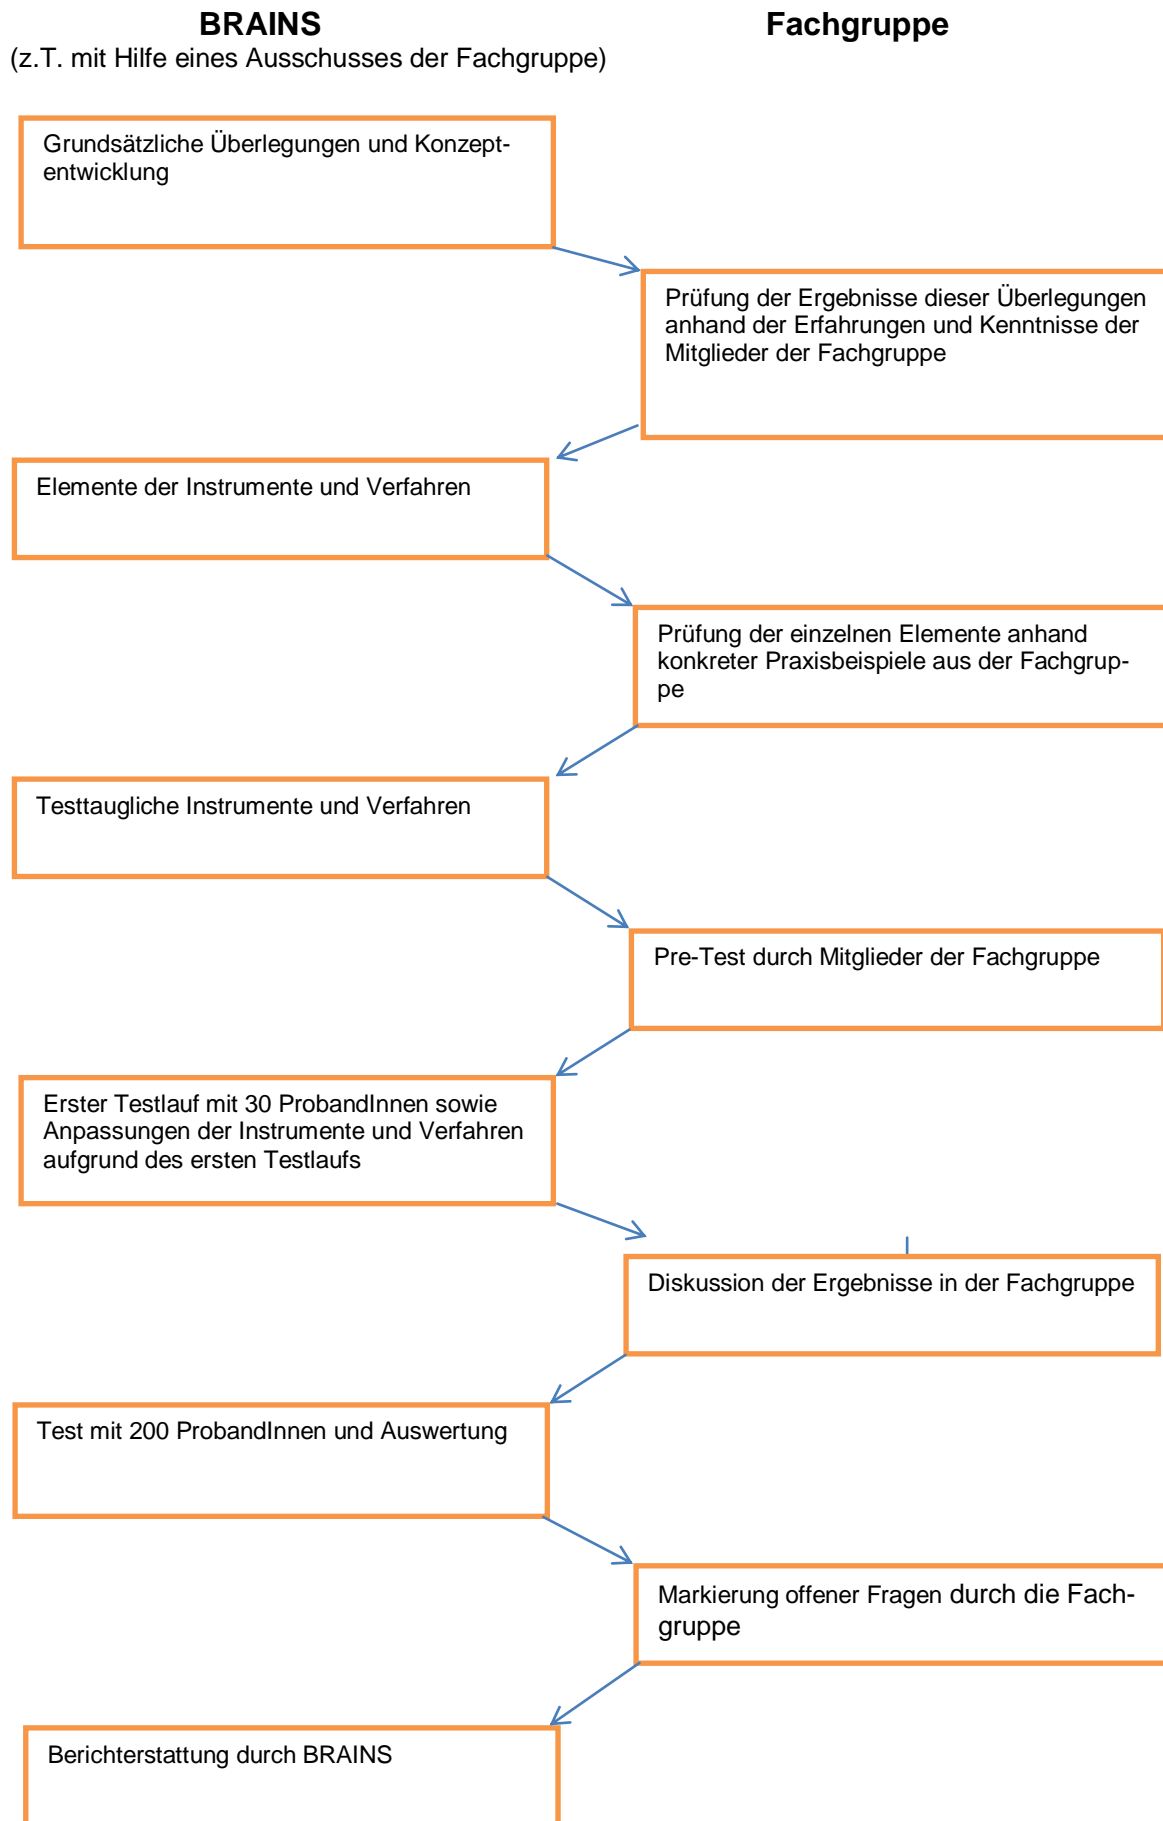 BRAINS
Fachgruppe
(z.T. mit Hilfe eines Ausschusses der Fachgruppe)
Grundsätzliche Überlegungen und Konzept-
entwicklung
Prüfung der Ergebnisse dieser Überlegungen
anhand der Erfahrungen und Kenntnisse der
Mitglieder der Fachgruppe
Elemente der Instrumente und Verfahren
Prüfung der einzelnen Elemente anhand
konkreter Praxisbeispiele aus der Fachgrup-
pe
Testtaugliche Instrumente und Verfahren
Pre-Test durch Mitglieder der Fachgruppe
Erster Testlauf mit 30 ProbandInnen sowie
Anpassungen der Instrumente und Verfahren
aufgrund des ersten Testlaufs
Diskussion der Ergebnisse in der Fachgruppe
Test mit 200 ProbandInnen und Auswertung
Markierung offener Fragen durch die Fach-
gruppe
Berichterstattung durch BRAINS